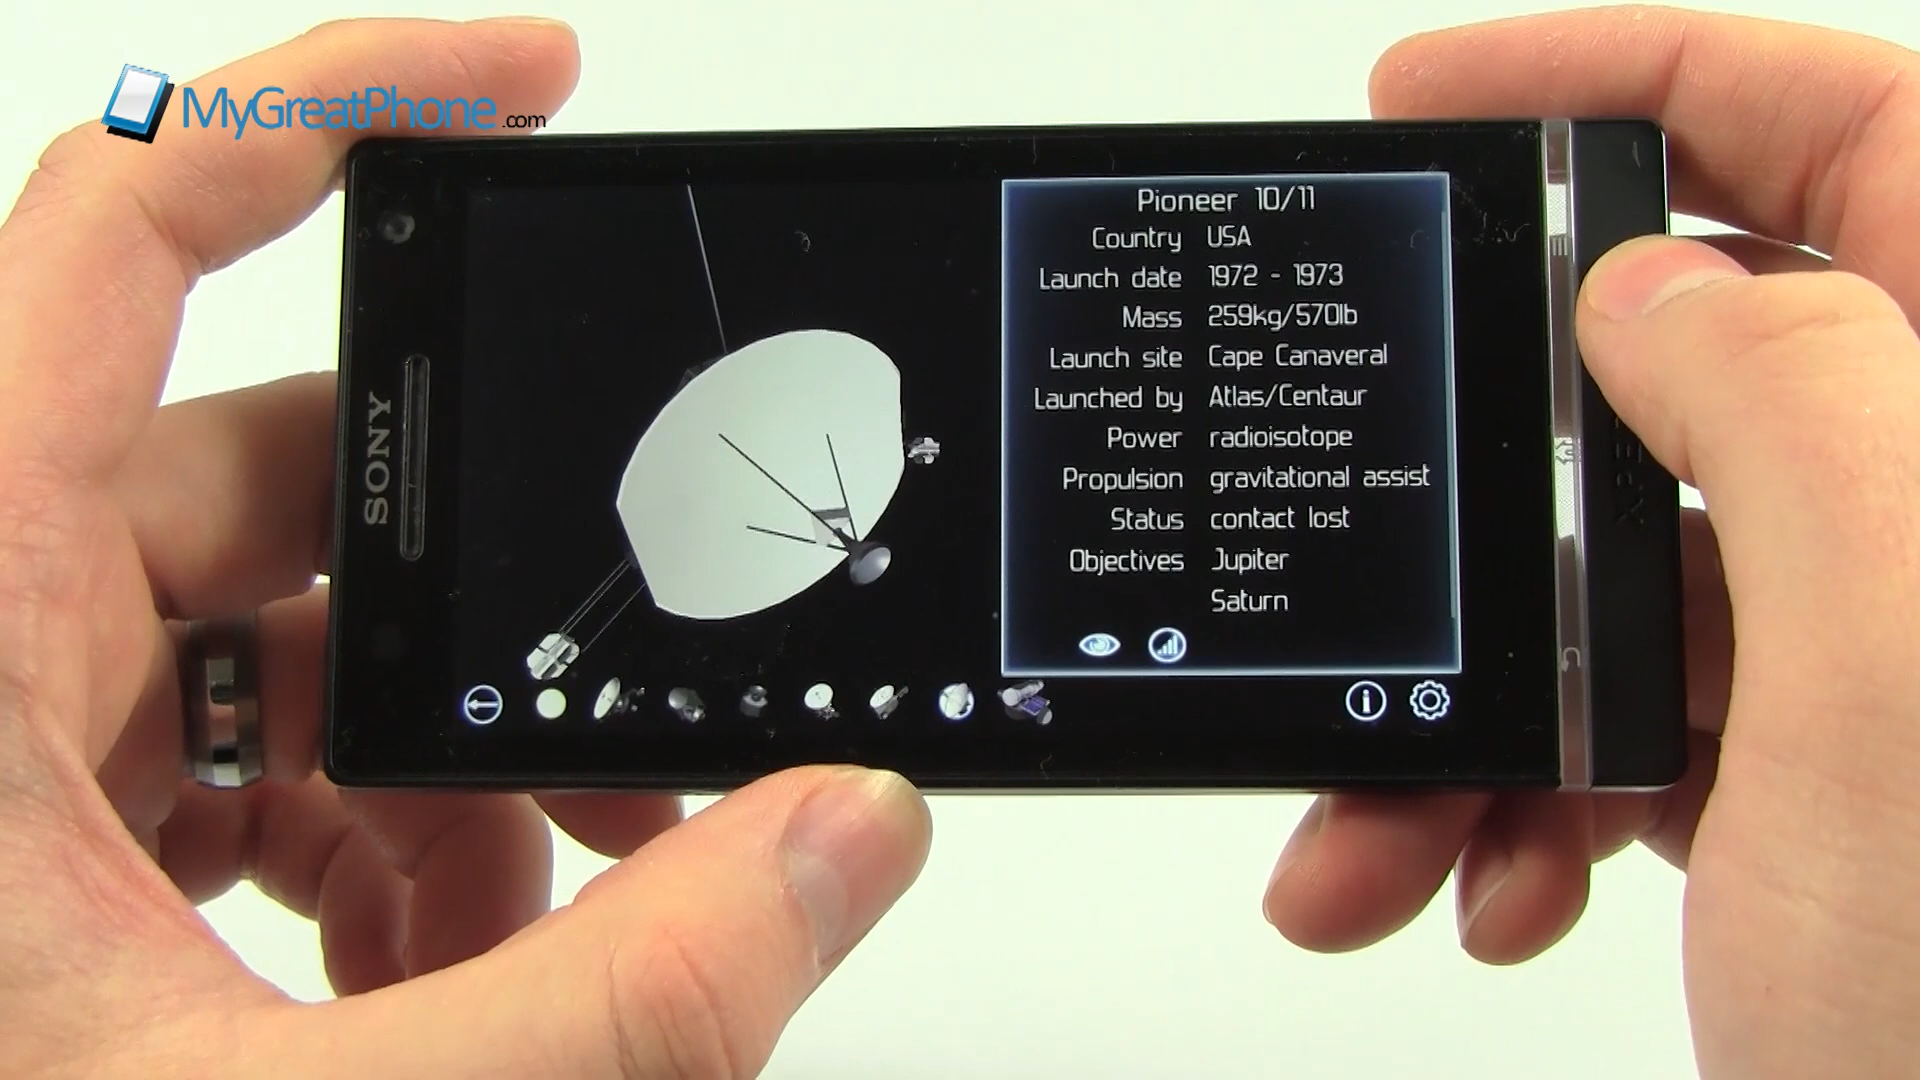 MyGreatPhone.com
SONY
Pioneer 10/11
Country USA
Launch date 1972 - 1973
Mass 259kg/570lb
Launch site Cape Canaveral
Launched by Atlas/Centaur
Power radioisotope
Propulsion gravitational assist
Status contact lost
Objectives Jupiter
Saturn